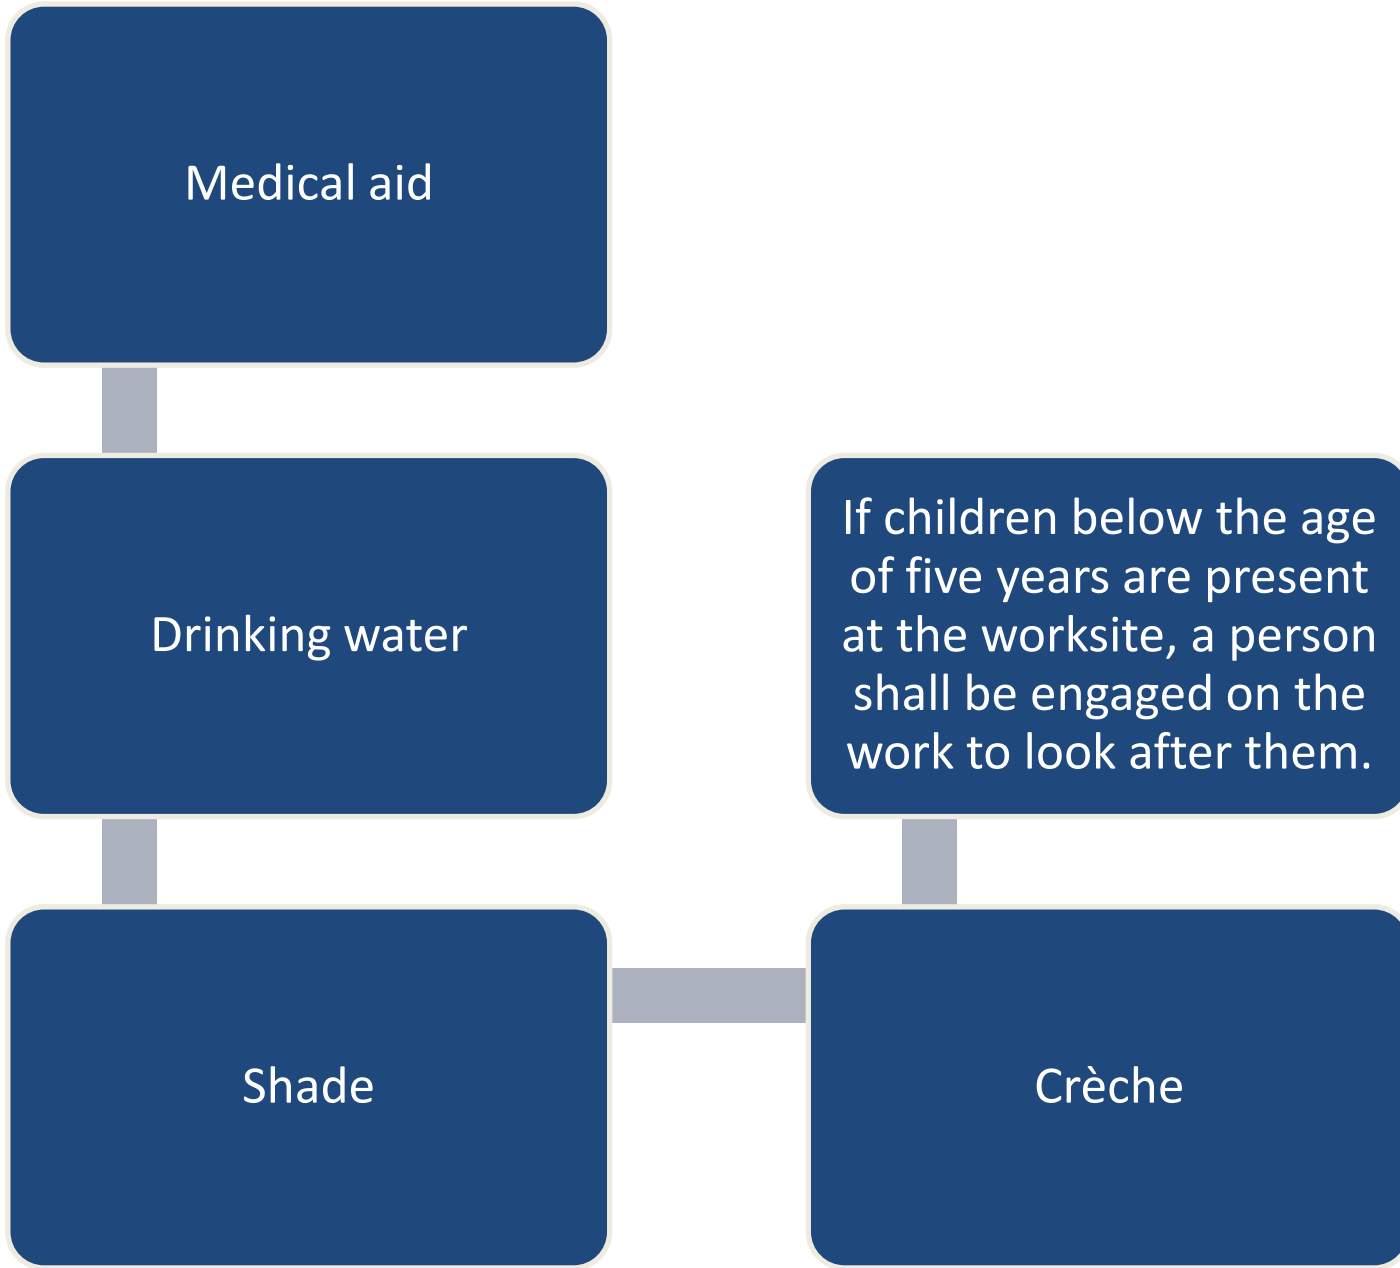 Medical aid
Drinking water
Shade
Crèche
If children below the age
of five years are present
at the worksite, a person
shall be engaged on the
work to look after them.